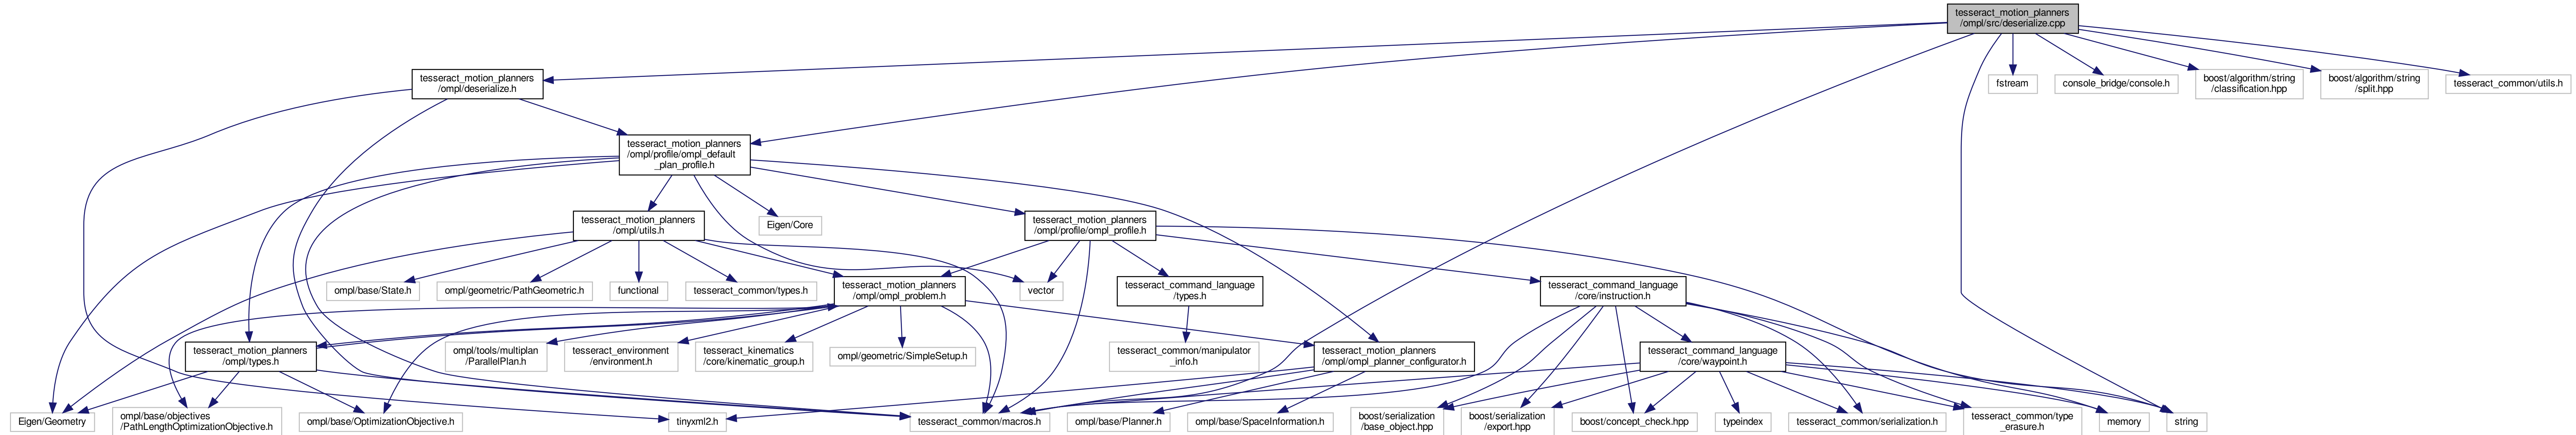 tesseract_motion_planners
/ompl/src/deserialize.cpp
tesseract_motion_planners
/ompl/deserialize.h
fstream
console_bridge/console.h
boost/algorithm/string
/classification.hpp
boost/algorithm/string
/split.hpp
tesseract_common/utils.h
tesseract_motion_planners
/ompl/profile/ompl_default
_plan_profile.h
tesseract_motion_planners
/ompl/utils.h
Eigen/Core
tesseract_motion_planners
/ompl/profile/ompl_profile.h
ompl/base/State.h
ompl/geometric/PathGeometric.h
functional
tesseract_common/types.h
tesseract_motion_planners
/ompl/ompl_problem.h
vector
tesseract_command_language
/types.h
tesseract_command_language
/core/instruction.h
tesseract_motion_planners
/ompl/types.h
ompl/tools/multiplan
/ParallelPlan.h
tesseract_environment
/environment.h
tesseract_kinematics
/core/kinematic_group.h
ompl/geometric/SimpleSetup.h
tesseract_common/manipulator
_info.h
tesseract_motion_planners
/ompl/ompl_planner_configurator.h
tesseract_command_language
/core/waypoint.h
Eigen/Geometry
ompl/base/objectives
/PathLengthOptimizationObjective.h
ompl/base/OptimizationObjective.h
tinyxml2.h
tesseract_common/macros.h
ompl/base/Planner.h
ompl/base/SpaceInformation.h
boost/serialization
/base_object.hpp
boost/serialization
/export.hpp
boost/concept_check.hpp
typeindex
tesseract_common/serialization.h
tesseract_common/type
_erasure.h
memory
string